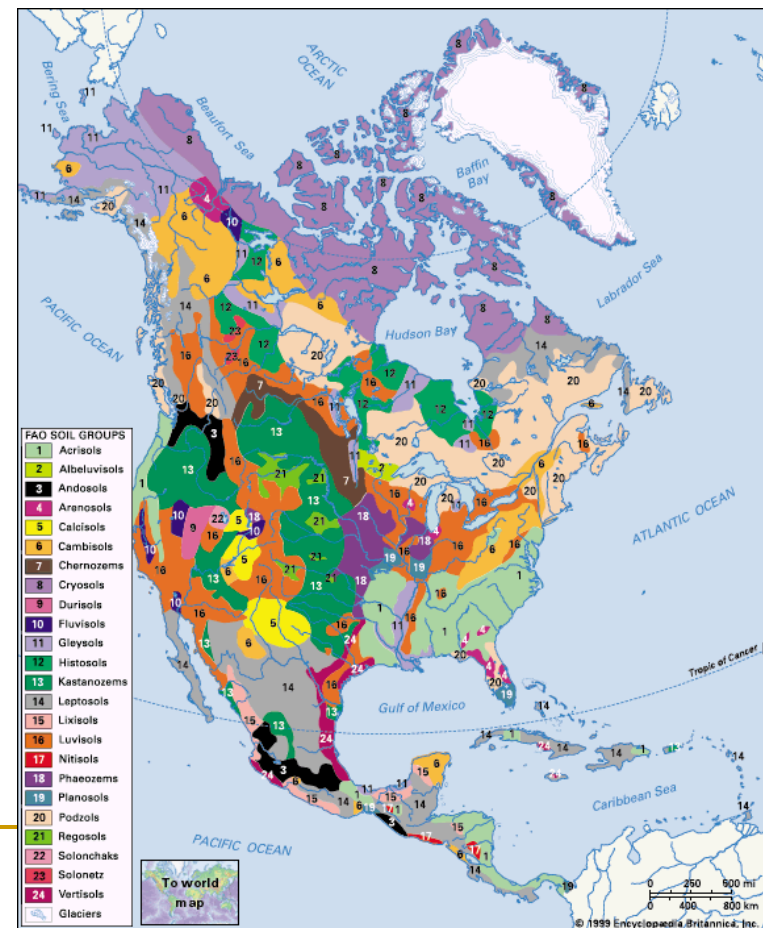 ARCTIC
OCEAN
Bering Sea
Beaufort Sea
Baffin
Bay
Labrador Sea
PACIFIC OCEAN
Hudson Bay
ATLANTIC OCEAN
Tropic of Cancer
Gulf of Mexico
Caribbean Sea
PACIFIC OCEAN
FAO SOIL GROUPS
1 Acrisols
2 Albeluvisols
3 Andosols
4 Arenosols
5 Calcisols
6 Cambisols
7 Chernozems
8 Cryosols
9 Durisols
10 Fluvisols
11 Gleysols
12 Histosols
13 Kastanozems
14 Leptosols
15 Lixisols
16 Luvisols
17 Nitisols
18 Phaeozems
19 Planosols
20 Podzols
21 Regosols
22 Solonchaks
23 Solonetz
24 Vertisols
Glaciers
To world
map
0 250 500 mi
0 400 800 km
© 1999 Encyclopædia Britannica, Inc.